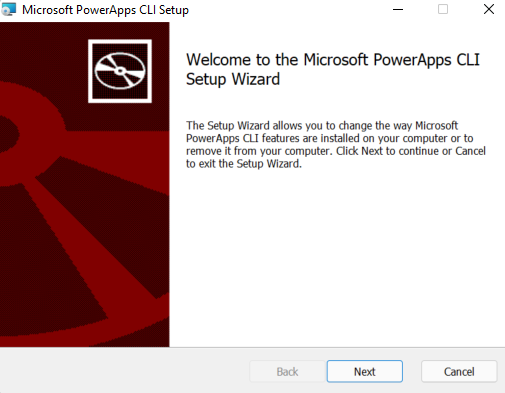 Microsoft PowerApps CLI Setup
Welcome to the Microsoft PowerApps CLI
Setup Wizard
The Setup Wizard allows you to change the way Microsoft
PowerApps CLI features are installed on your computer or to
remove it from your computer. Click Next to continue or Cancel
to exit the Setup Wizard.
Back Next Cancel